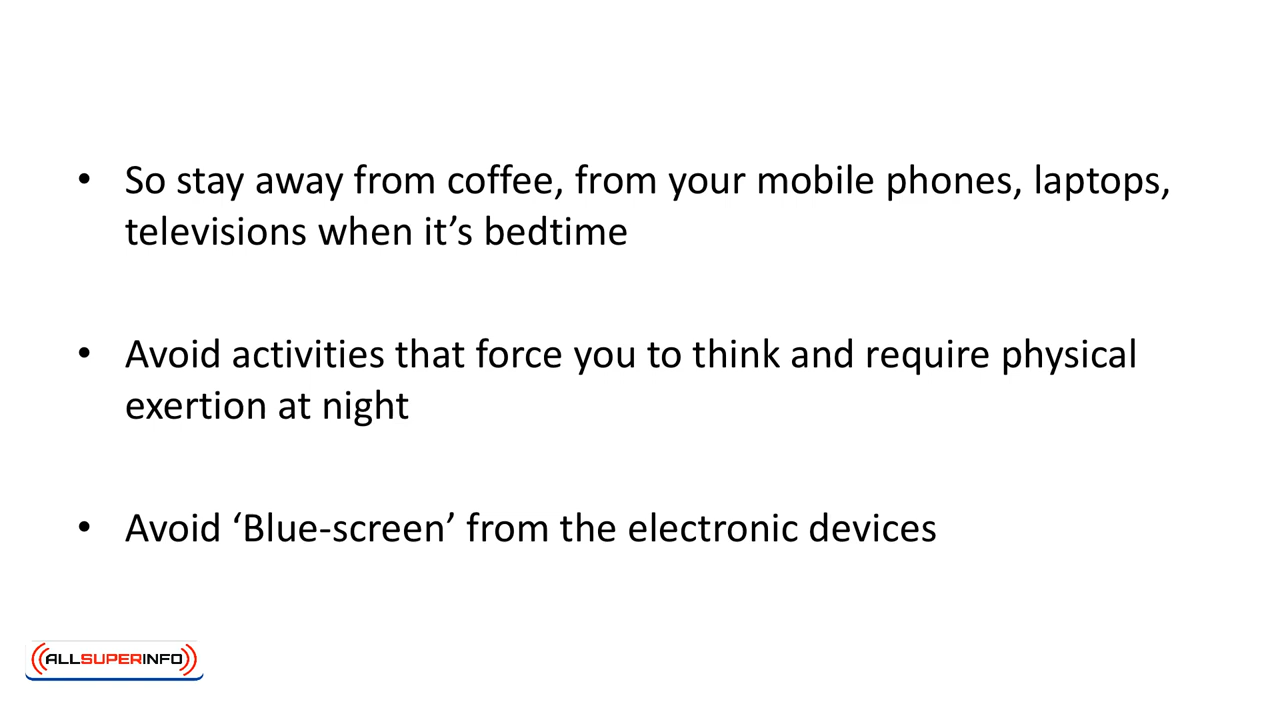 • So stay away from coffee, from your mobile phones, laptops,
televisions when it’s bedtime
• Avoid activities that force you to think and require physical
exertion at night
• Avoid ‘Blue-screen’ from the electronic devices
ALLSUPERINFO